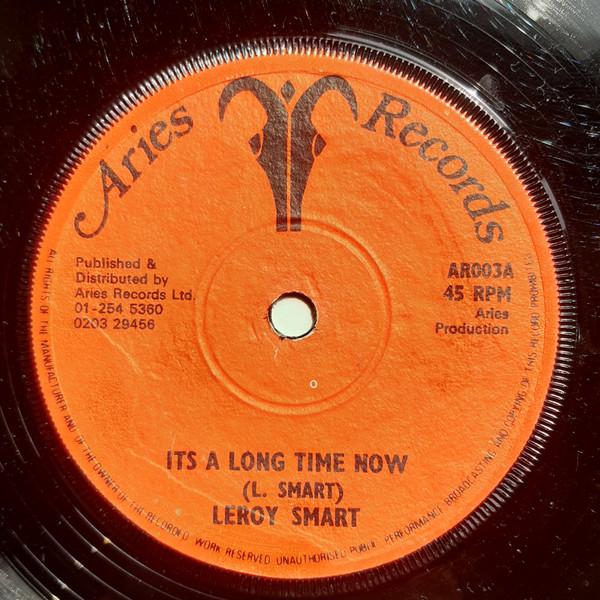 Aries Records
Published &
Distributed by
Aries Records Ltd.
01-254 5360
0203 29456
AR003A
45 RPM
Aries
Production
ITS A LONG TIME NOW
(L. SMART)
LEROY SMART
ALL RIGHTS OF THE MANUFACTURER AND OF THE OWNER OF THE RECORDED WORK RESERVED UNAUTHORISED PUBLIC PERFORMANCE BROADCASTING AND COPYING OF THIS RECORD PROHIBITED